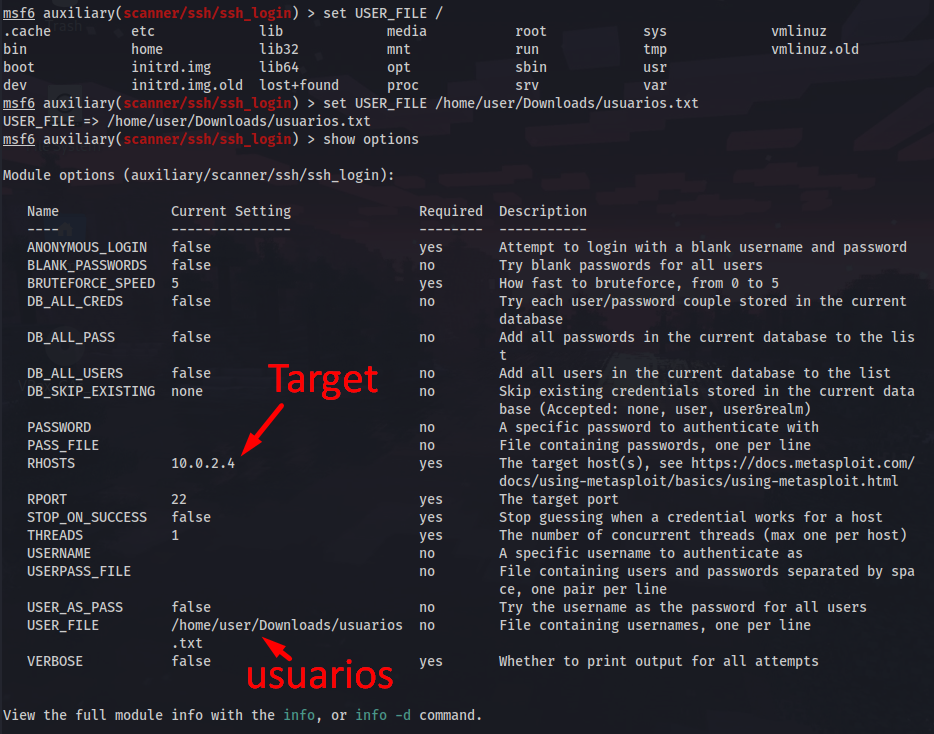 msf6 auxiliary(scanner/ssh/ssh_login) > set USER_FILE /
.cache etc lib media root sys vmlinuz
bin home lib32 mnt run tmp vmlinuz.old
boot initrd.img lib64 opt sbin usr
dev initrd.img.old lost+found proc srv var
msf6 auxiliary(scanner/ssh/ssh_login) > set USER_FILE /home/user/Downloads/usuarios.txt
USER_FILE => /home/user/Downloads/usuarios.txt
msf6 auxiliary(scanner/ssh/ssh_login) > show options
Module options (auxiliary/scanner/ssh/ssh_login):
Name Current Setting Required Description
---- --------------- -------- -----------
ANONYMOUS_LOGIN false yes Attempt to login with a blank username and password
BLANK_PASSWORDS false no Try blank passwords for all users
BRUTEFORCE_SPEED 5 yes How fast to bruteforce, from 0 to 5
DB_ALL_CREDS false no Try each user/password couple stored in the current
database
DB_ALL_PASS false no Add all passwords in the current database to the lis
t
DB_ALL_USERS false no Add all users in the current database to the list
DB_SKIP_EXISTING none no Skip existing credentials stored in the current data
base (Accepted: none, user, user&realm)
PASSWORD no A specific password to authenticate with
PASS_FILE no File containing passwords, one per line
RHOSTS 10.0.2.4 yes The target host(s), see https://docs.metasploit.com/
docs/using-metasploit/basics/using-metasploit.html
RPORT 22 yes The target port
STOP_ON_SUCCESS false yes Stop guessing when a credential works for a host
THREADS 1 yes The number of concurrent threads (max one per host)
USERNAME no A specific username to authenticate as
USERPASS_FILE no File containing users and passwords separated by spa
ce, one pair per line
USER_AS_PASS false no Try the username as the password for all users
USER_FILE /home/user/Downloads/usuarios no File containing usernames, one per line
.txt
VERBOSE false yes Whether to print output for all attempts
View the full module info with the info, or info -d command.
Target
usuarios